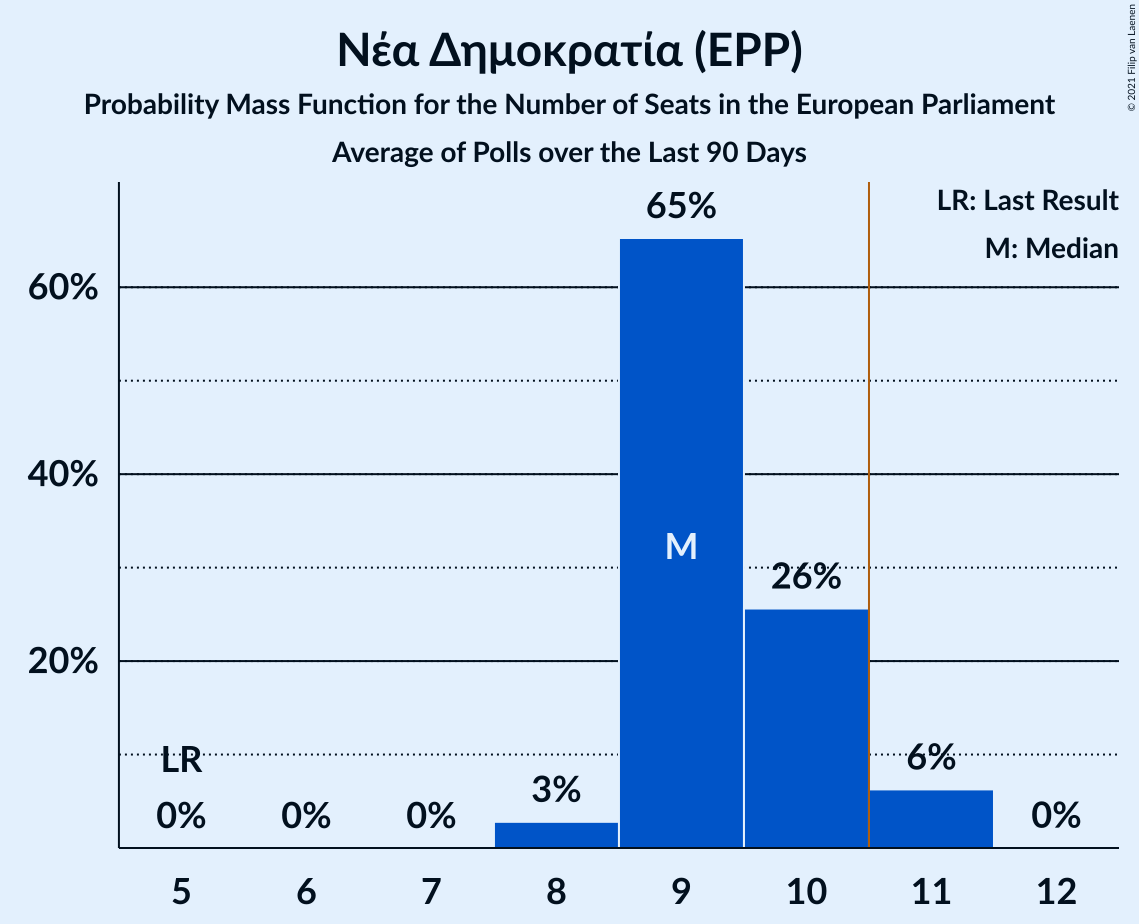 Νέα Δημοκρατία (EPP)
Probability Mass Function for the Number of Seats in the European Parliament
Average of Polls over the Last 90 Days
© 2021 Filip van Laenen
LR: Last Result
M: Median
65%
60%
40%
M
26%
20%
LR
6%
3%
0%
0%
0%
0%
5 6 7 8 9 10 11 12